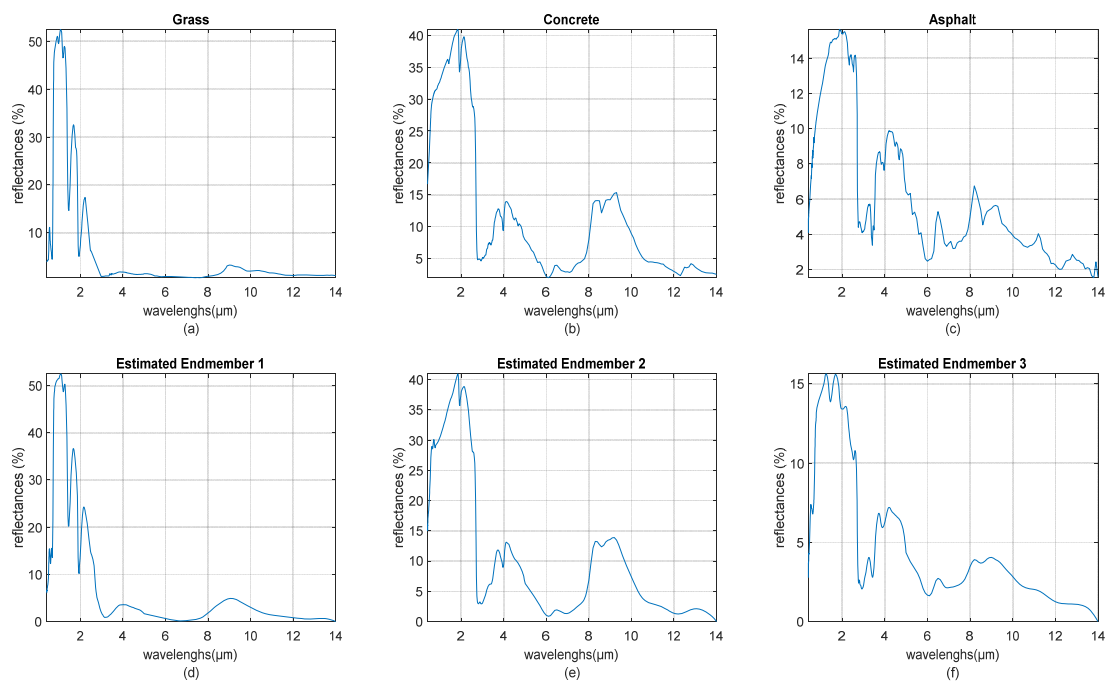 Grass
Concrete
Asphalt
50
40
30
20
10
2 4 6 8 10 12 14
reflectances (%)
wavelenghs(µm)
(a)
40
35
30
25
20
15
10
5
2 4 6 8 10 12 14
reflectances (%)
wavelenghs(µm)
(b)
14
12
10
8
6
4
2
2 4 6 8 10 12 14
reflectances (%)
wavelenghs(µm)
(c)
Estimated Endmember 1
Estimated Endmember 2
Estimated Endmember 3
50
40
30
20
10
0
2 4 6 8 10 12 14
reflectances (%)
wavelenghs(µm)
(d)
40
35
30
25
20
15
10
5
0
2 4 6 8 10 12 14
reflectances (%)
wavelenghs(µm)
(e)
15
10
5
0
2 4 6 8 10 12 14
reflectances (%)
wavelenghs(µm)
(f)